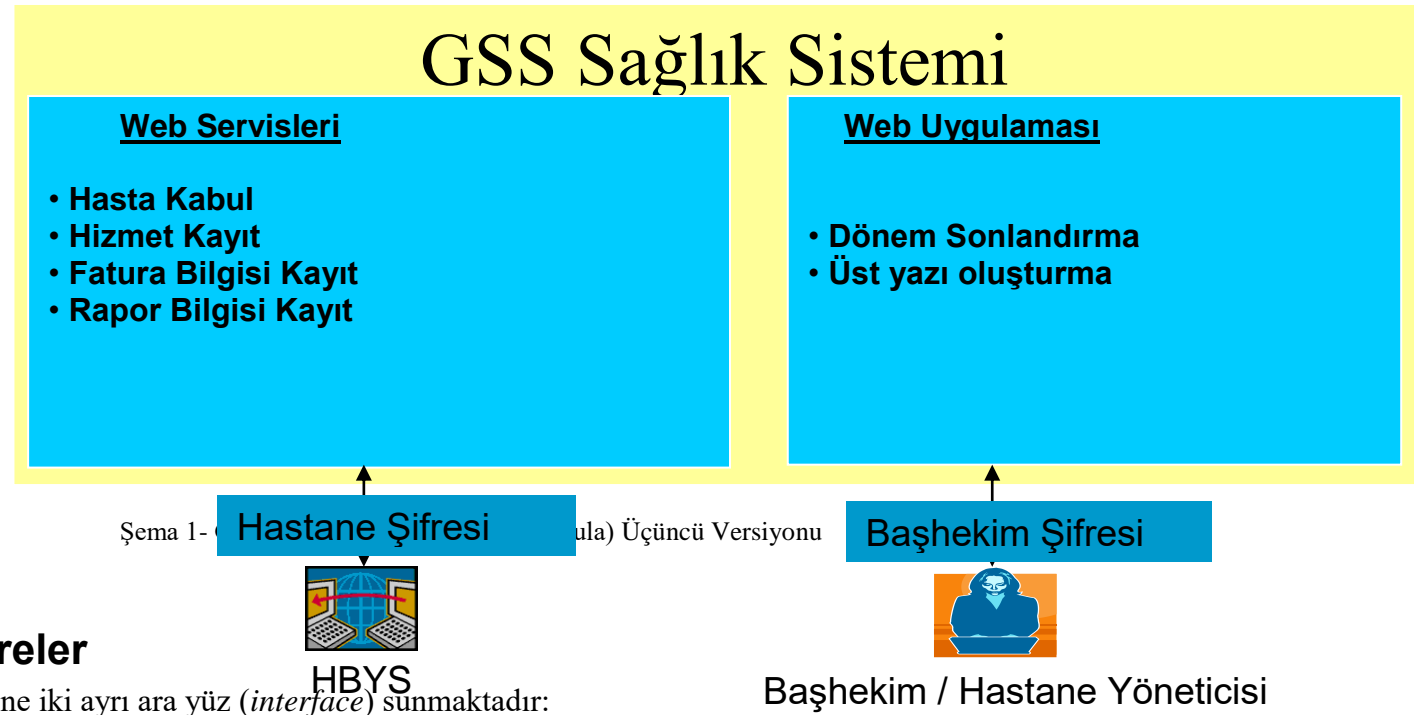 GSS Sağlık Sistemi
Web Servisleri
• Hasta Kabul
• Hizmet Kayıt
• Fatura Bilgisi Kayıt
• Rapor Bilgisi Kayıt
Web Uygulaması
• Dönem Sonlandırma
• Üst yazı oluşturma
Şema 1- ula) Üçüncü Versiyonu
Hastane Şifresi
Başhekim Şifresi
HBYS
Başhekim / Hastane Yöneticisi
reler
ne iki ayrı ara yüz (interface) sunmaktadır: